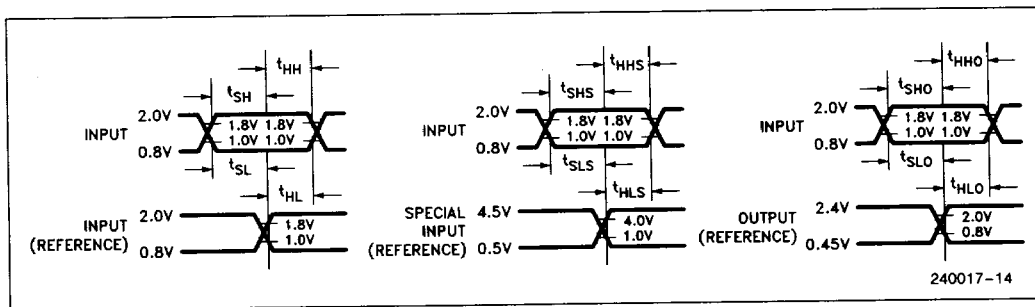 tHH
tSH
INPUT 2.0V 1.8V 1.8V
0.8V 1.0V 1.0V
tSL
tHL
INPUT 2.0V 1.8V
(REFERENCE) 0.8V 1.0V
tHHS
tSHS
INPUT 2.0V 1.8V 1.8V
0.8V 1.0V 1.0V
tSLS
tHLS
SPECIAL 4.5V
INPUT 4.0V
(REFERENCE) 0.5V 1.0V
tHHO
tSHO
INPUT 2.0V 1.8V 1.8V
0.8V 1.0V 1.0V
tSLO
tHLO
OUTPUT 2.4V 2.0V
(REFERENCE) 0.45V 0.8V
240017-14